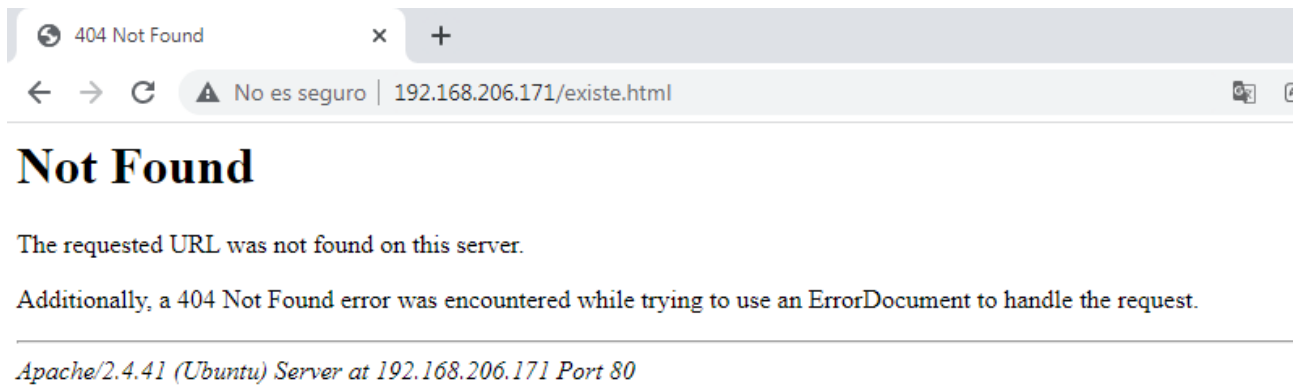 404 Not Found
No es seguro | 192.168.206.171/existe.html
Not Found
The requested URL was not found on this server.
Additionally, a 404 Not Found error was encountered while trying to use an ErrorDocument to handle the request.
Apache/2.4.41 (Ubuntu) Server at 192.168.206.171 Port 80